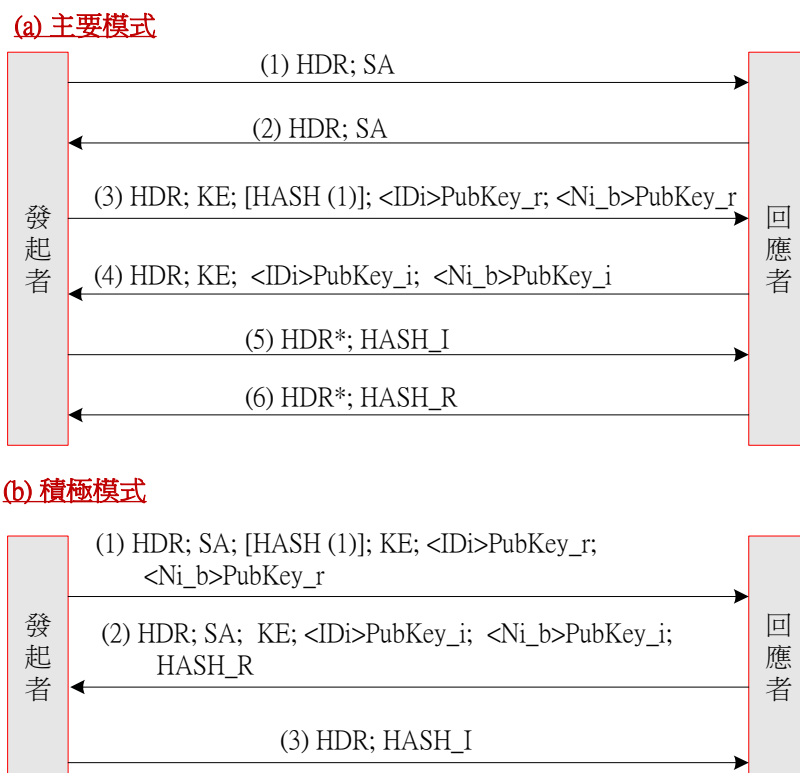 (a) 主要模式
(1) HDR; SA
(2) HDR; SA
(3) HDR; KE; [HASH (1)]; <IDi>PubKey_r; <Ni_b>PubKey_r
發起者
回應者
(4) HDR; KE; <IDi>PubKey_i; <Ni_b>PubKey_i
(5) HDR*; HASH_I
(6) HDR*; HASH_R
(b) 積極模式
(1) HDR; SA; [HASH (1)]; KE; <IDi>PubKey_r;
<Ni_b>PubKey_r
發起者
回應者
(2) HDR; SA; KE; <IDi>PubKey_i; <Ni_b>PubKey_i;
HASH_R
(3) HDR; HASH_I